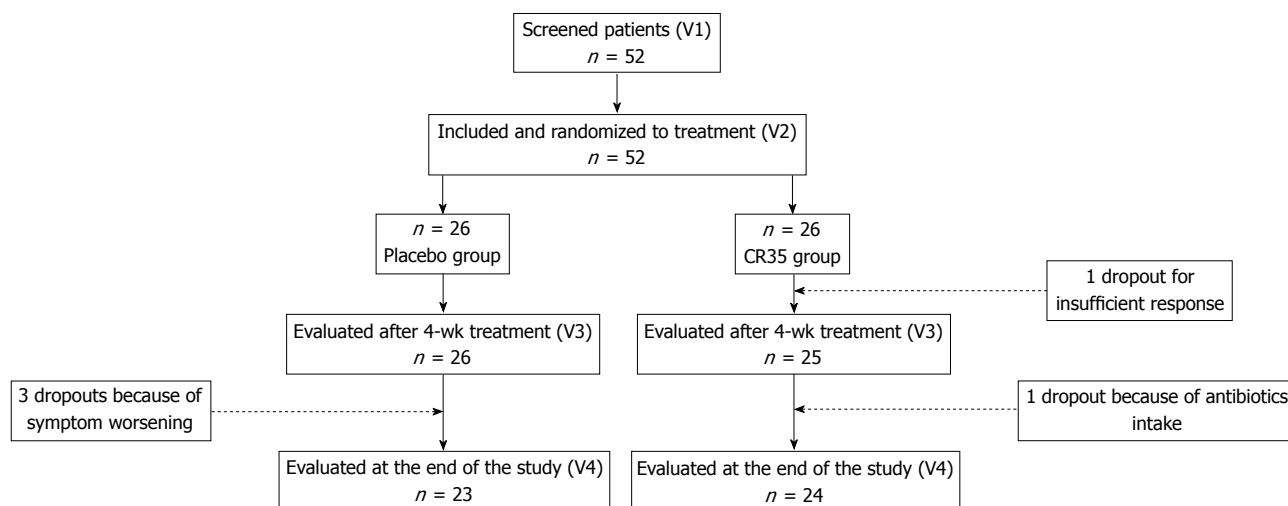 Screened patients (V1)
n = 52
Included and randomized to treatment (V2)
n = 52
n = 26
Placebo group
n = 26
CR35 group
1 dropout for
insufficient response
Evaluated after 4-wk treatment (V3)
n = 26
Evaluated after 4-wk treatment (V3)
n = 25
3 dropouts because of
symptom worsening
1 dropout because of antibiotics
intake
Evaluated at the end of the study (V4)
n = 23
Evaluated at the end of the study (V4)
n = 24